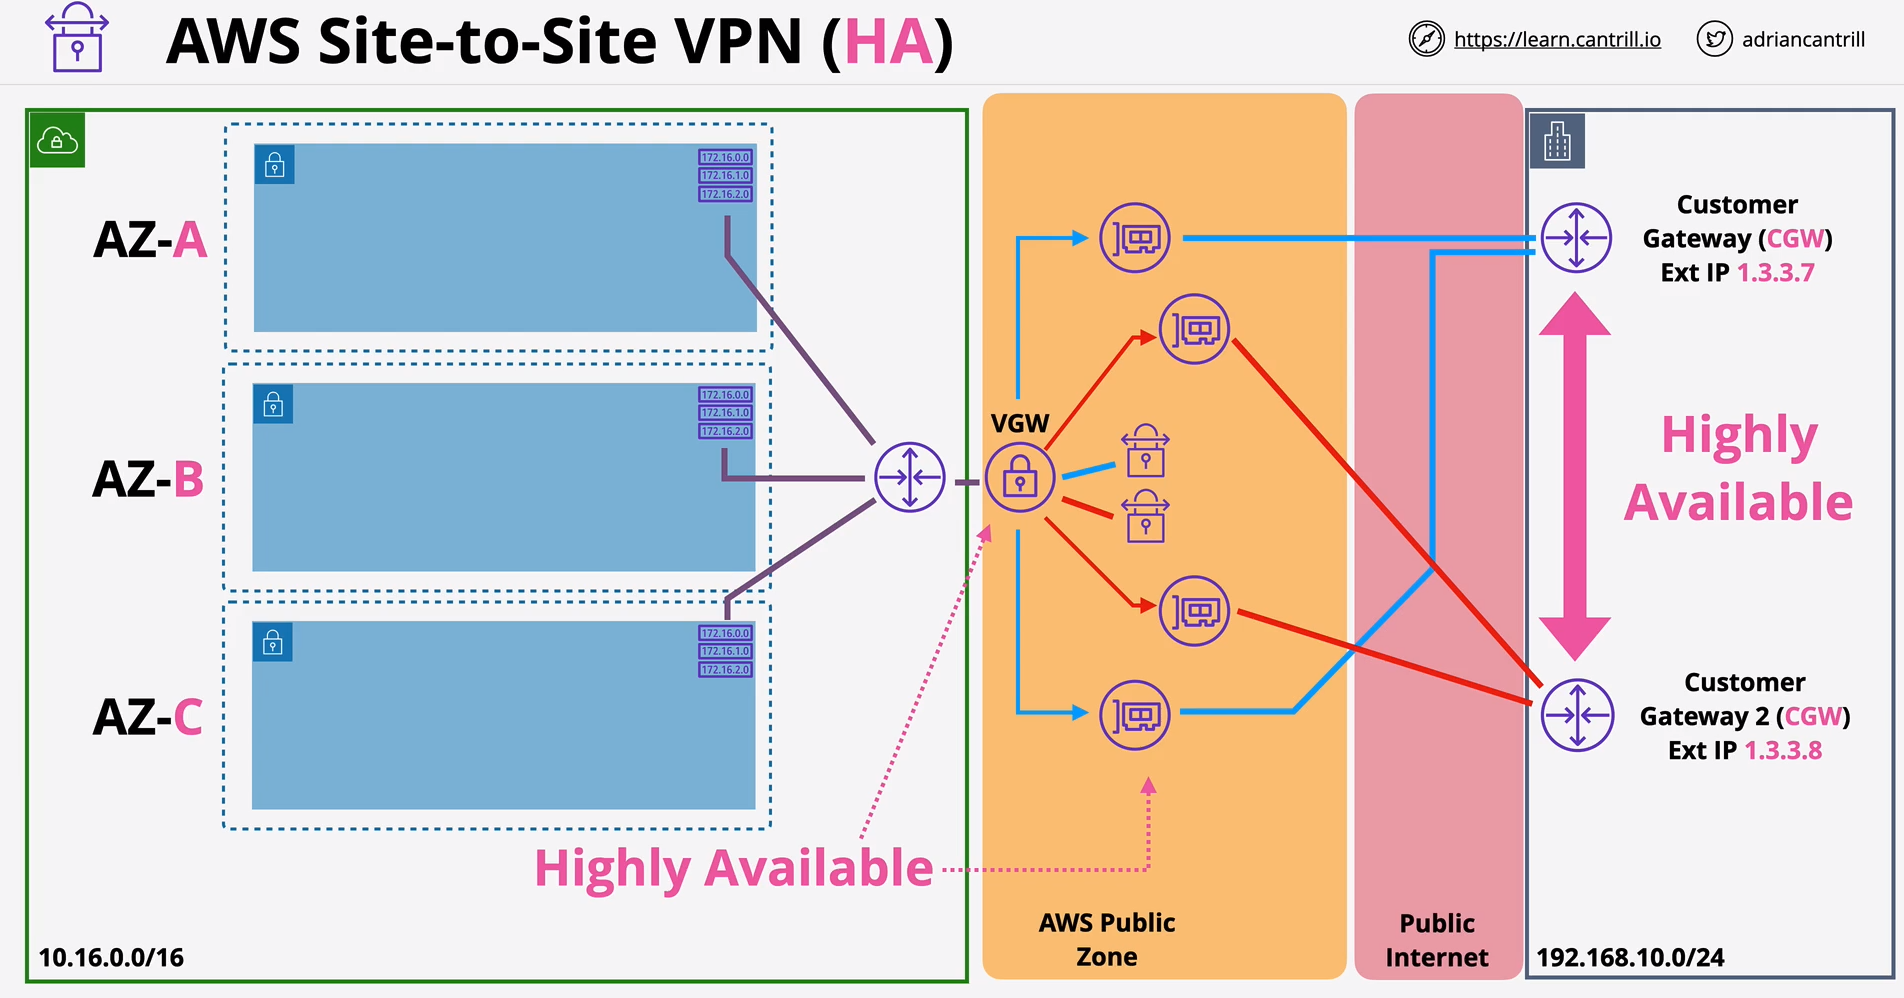 AWS Site-to-Site VPN (HA)
https://learn.cantrill.io
adriancantrill
AZ-A
172.16.0.0
172.16.1.0
172.16.2.0
AZ-B
172.16.0.0
172.16.1.0
172.16.2.0
AZ-C
172.16.0.0
172.16.1.0
172.16.2.0
VGW
Customer
Gateway (CGW)
Ext IP 1.3.3.7
Highly
Available
Customer
Gateway 2 (CGW)
Ext IP 1.3.3.8
Highly Available
AWS Public
Zone
Public
Internet
10.16.0.0/16
192.168.10.0/24